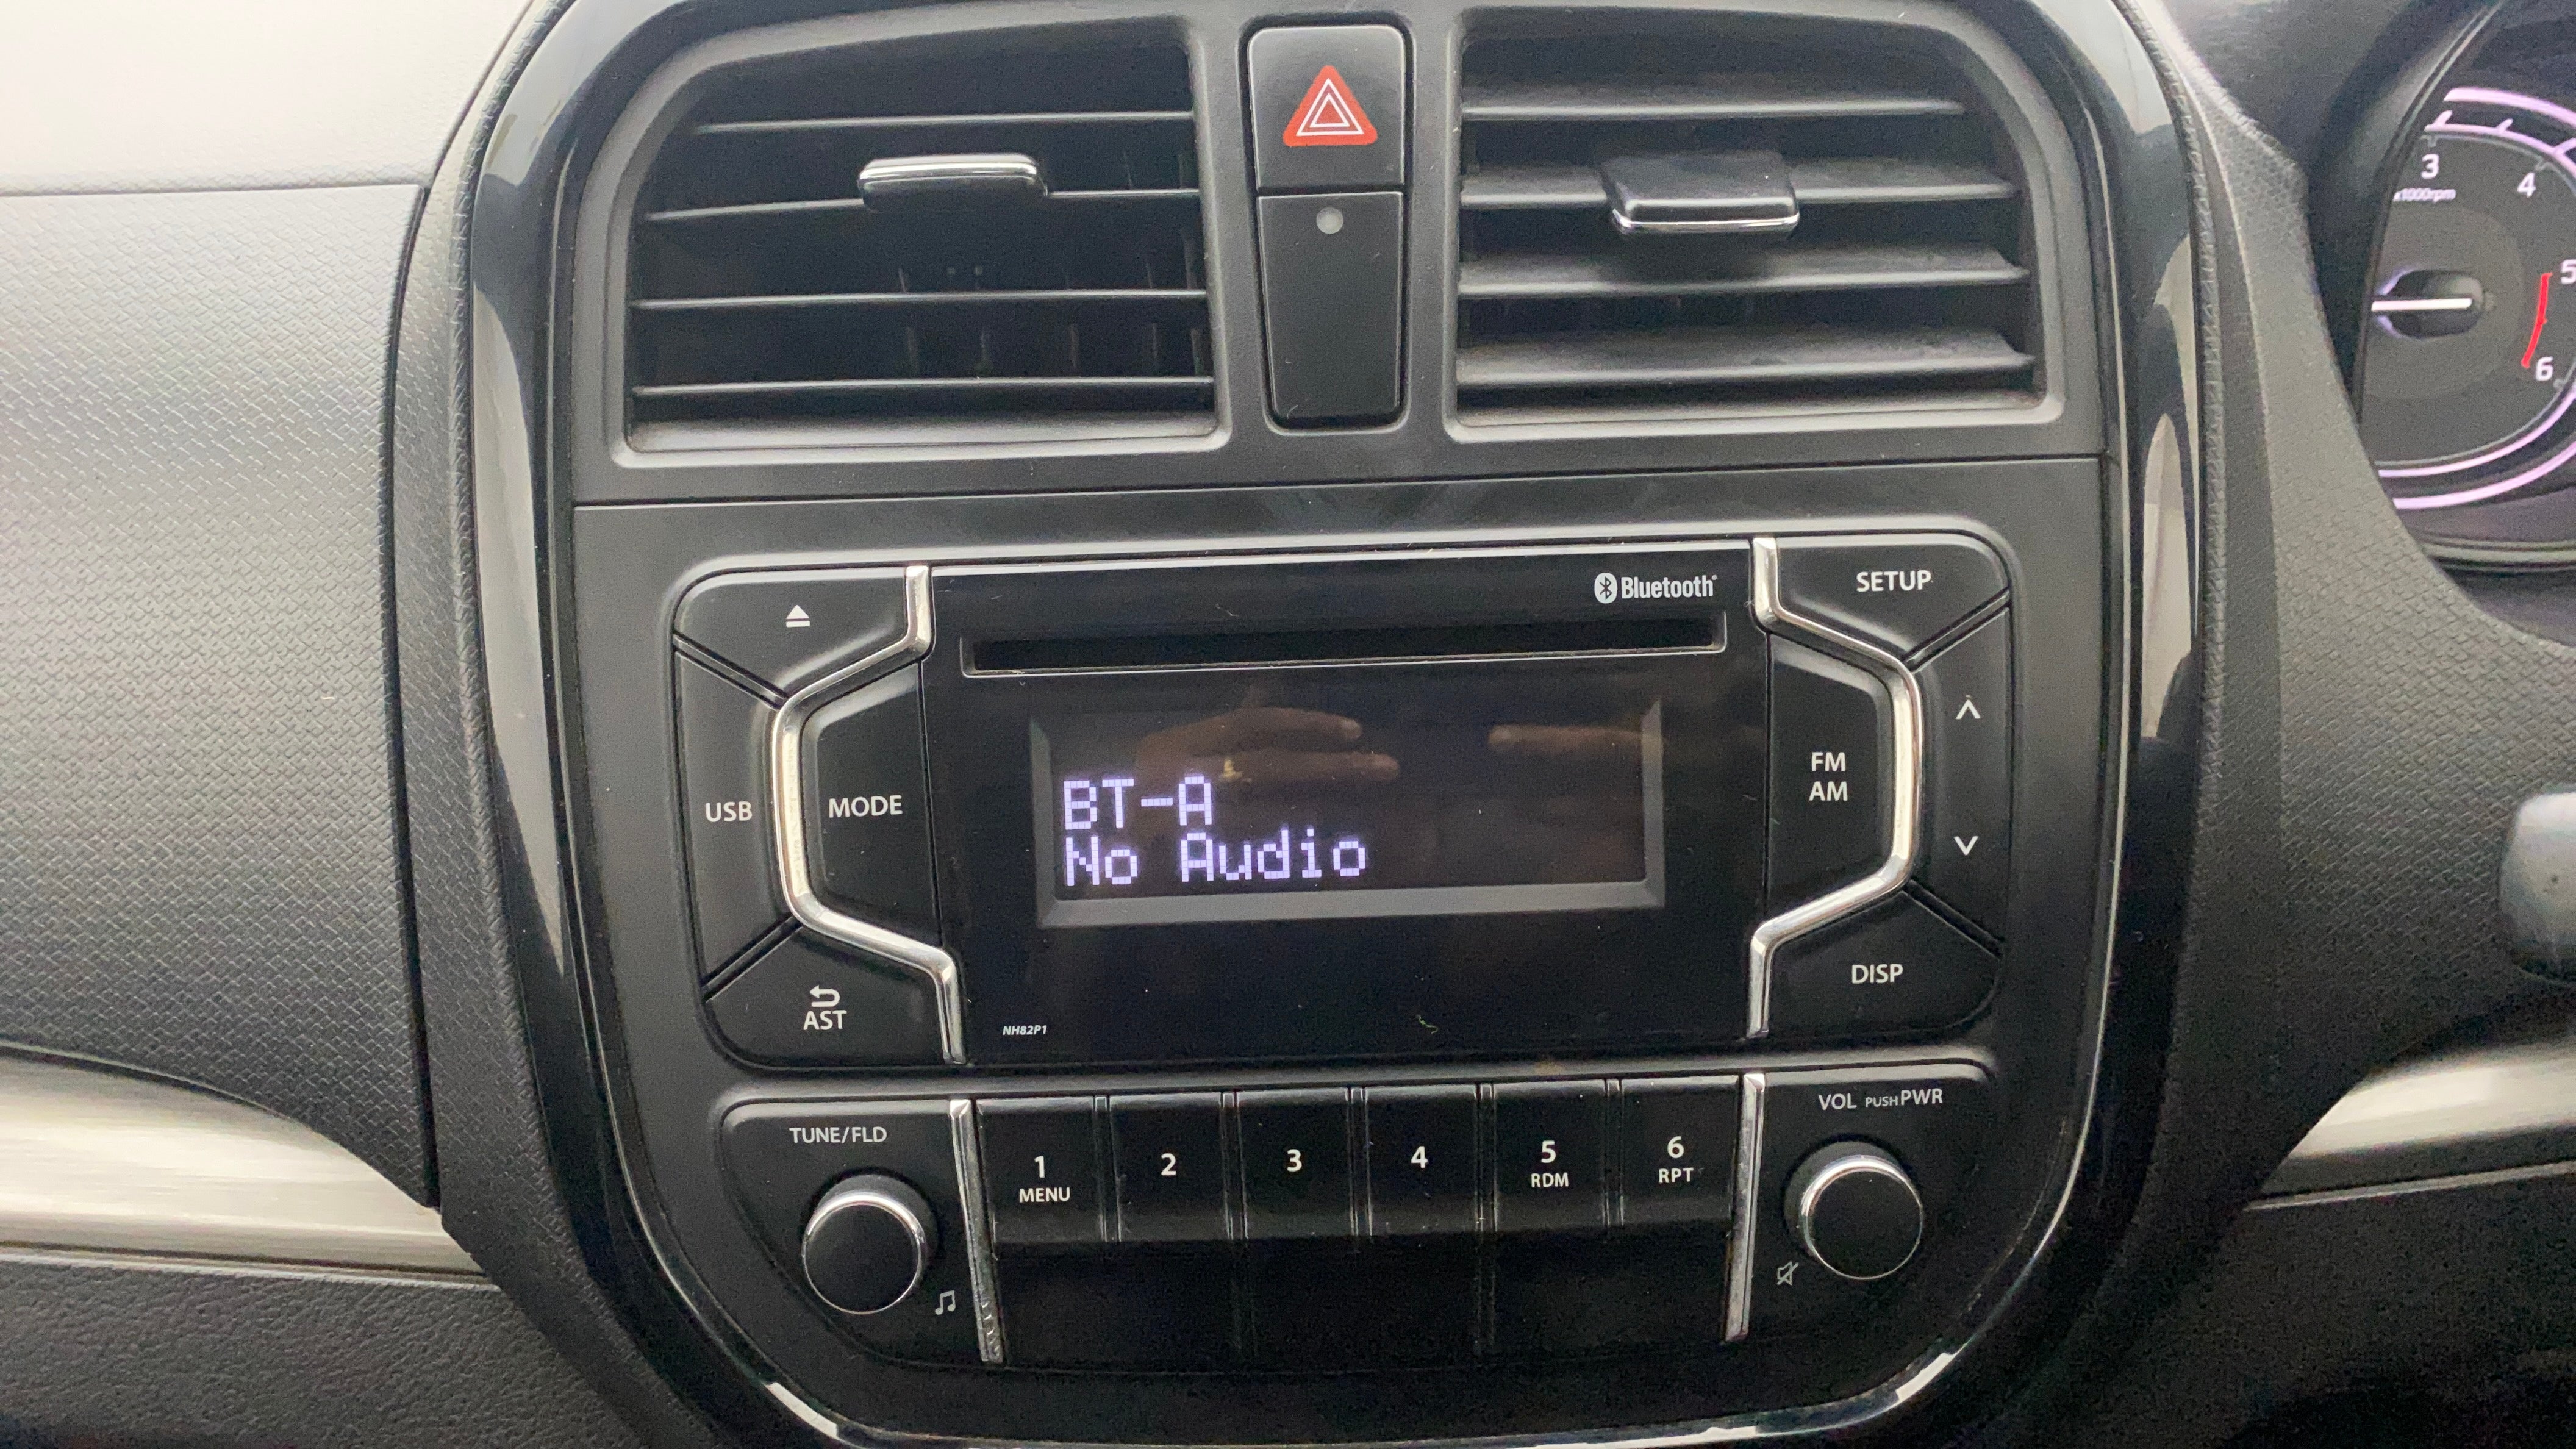 3
x1000rpm
4
5
6
Bluetooth®
SETUP
USB
MODE
BT-A
No Audio
FM
AM
AST
DISP
NH82P1
TUNE/FLD
1
MENU
2
3
4
5
RDM
6
RPT
VOL PUSH PWR